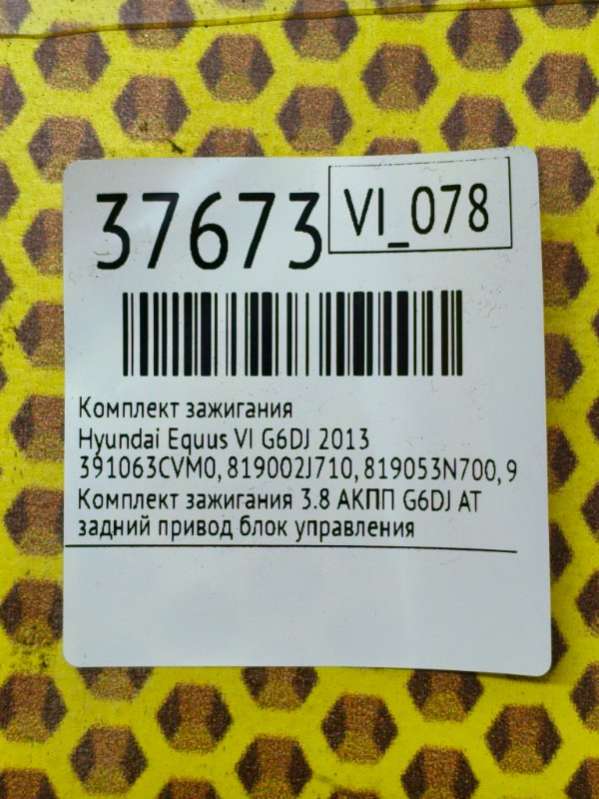 37673
VI_078
Комплект зажигания
Hyundai Equus VI G6DJ 2013
391063CVM0, 819002J710, 819053N700, 9
Комплект зажигания 3.8 АКПП G6DJ AT
задний привод блок управления